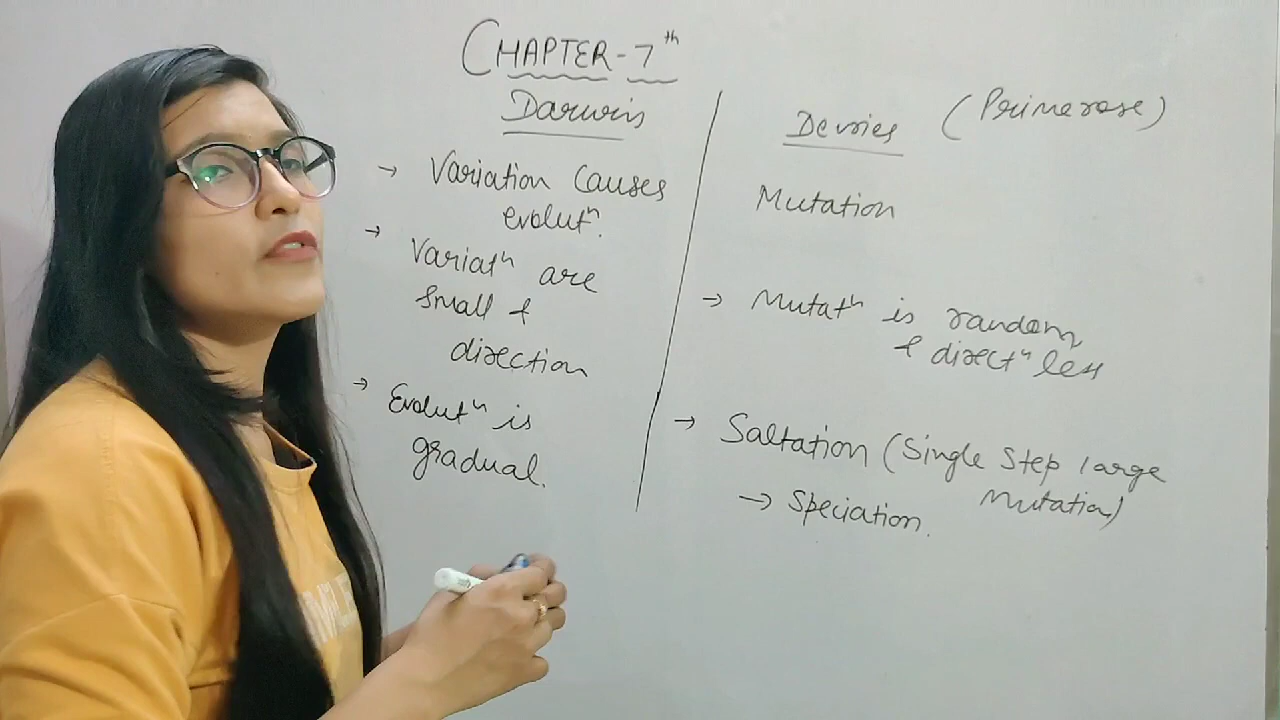 CHAPTER-7th
Darwin
→ Variation Causes
evolutn.
→ Variatn are
Small &
direction
→ Evolutn is
gradual.
Devries (Primerose)
Mutation
→ Mutatn is random
& directn less
→ Saltation (Single Step large
Mutation)
→ Speciation.